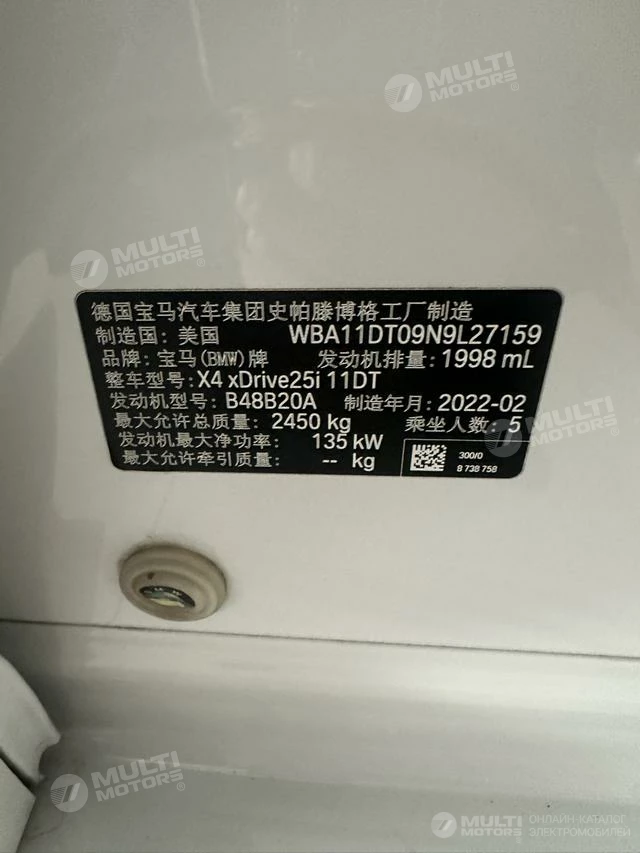 MULTI
MOTORS®
MULTI
MOTORS®
德国宝马汽车集团史帕滕博格工厂制造
制造国: 美国 WBA11DT09N9L27159
品牌: 宝马(BMW)牌 发动机排量: 1998 mL
整车型号: X4 xDrive25i 11DT
发动机型号: B48B20A 制造年月: 2022-02
最大允许总质量: 2450 kg 乘坐人数: 5
发动机最大净功率: 135 kW
最大允许牵引质量: -- kg
300/0
8 738 758
MULTI
MOTORS
MULTI
MOTORS®
MULTI
MOTORS®
ОНЛАЙН-КАТАЛОГ
ЭЛЕКТРОМОБИЛЕЙ